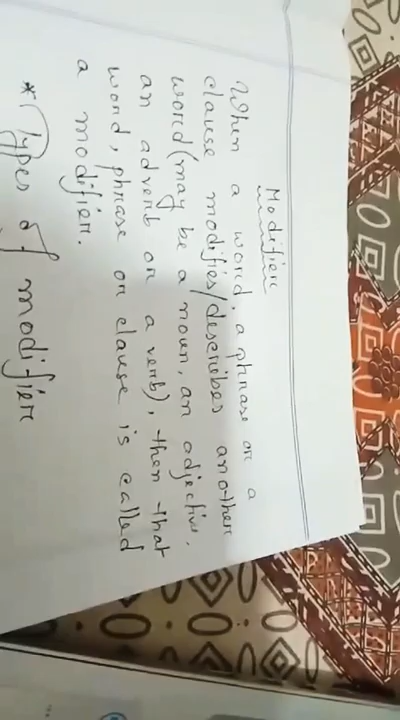 Modifier
When a word, a phrase or a
clause modifies/describes another
word (may be a noun, an adjective,
an adverb or a verb), then that
word, phrase or clause is called
a modifier.
* Types of modifier